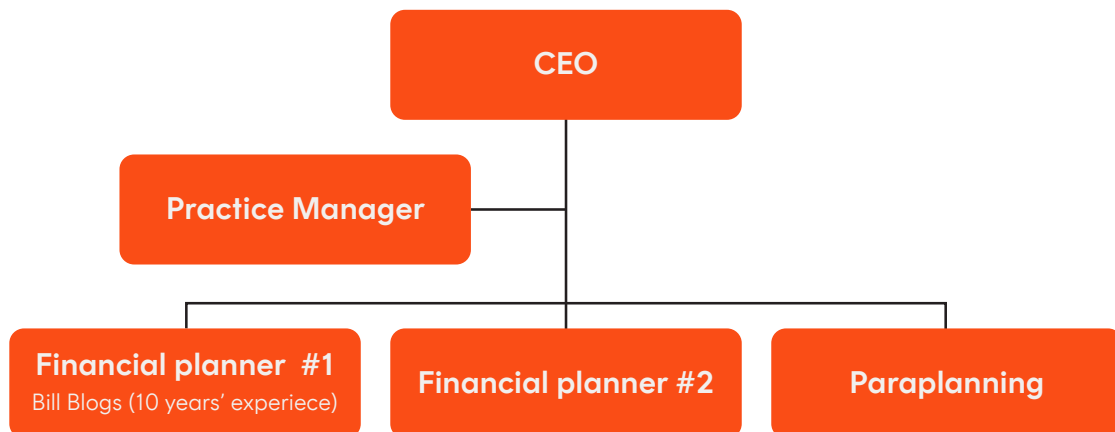 CEO
Practice Manager
Financial planner #1
Bill Blogs (10 years’ experiece)
Financial planner #2
Paraplanning